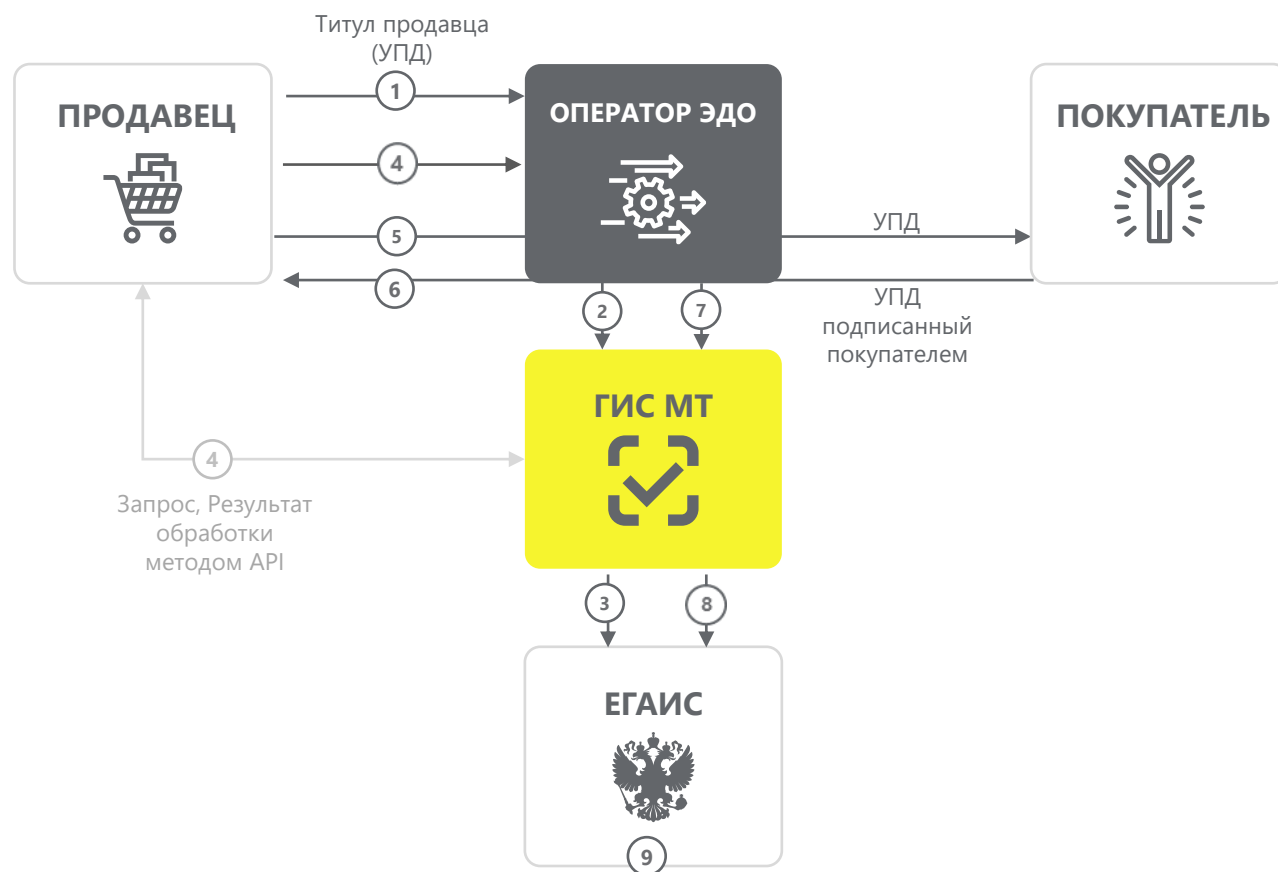 Титул продавца
(УПД)
ПРОДАВЕЦ
1
ОПЕРАТОР ЭДО
ПОКУПАТЕЛЬ
4
5
УПД
6
2
7
УПД
подписанный
покупателем
ГИС МТ
4
Запрос, Результат
обработки
методом API
3
8
ЕГАИС
9